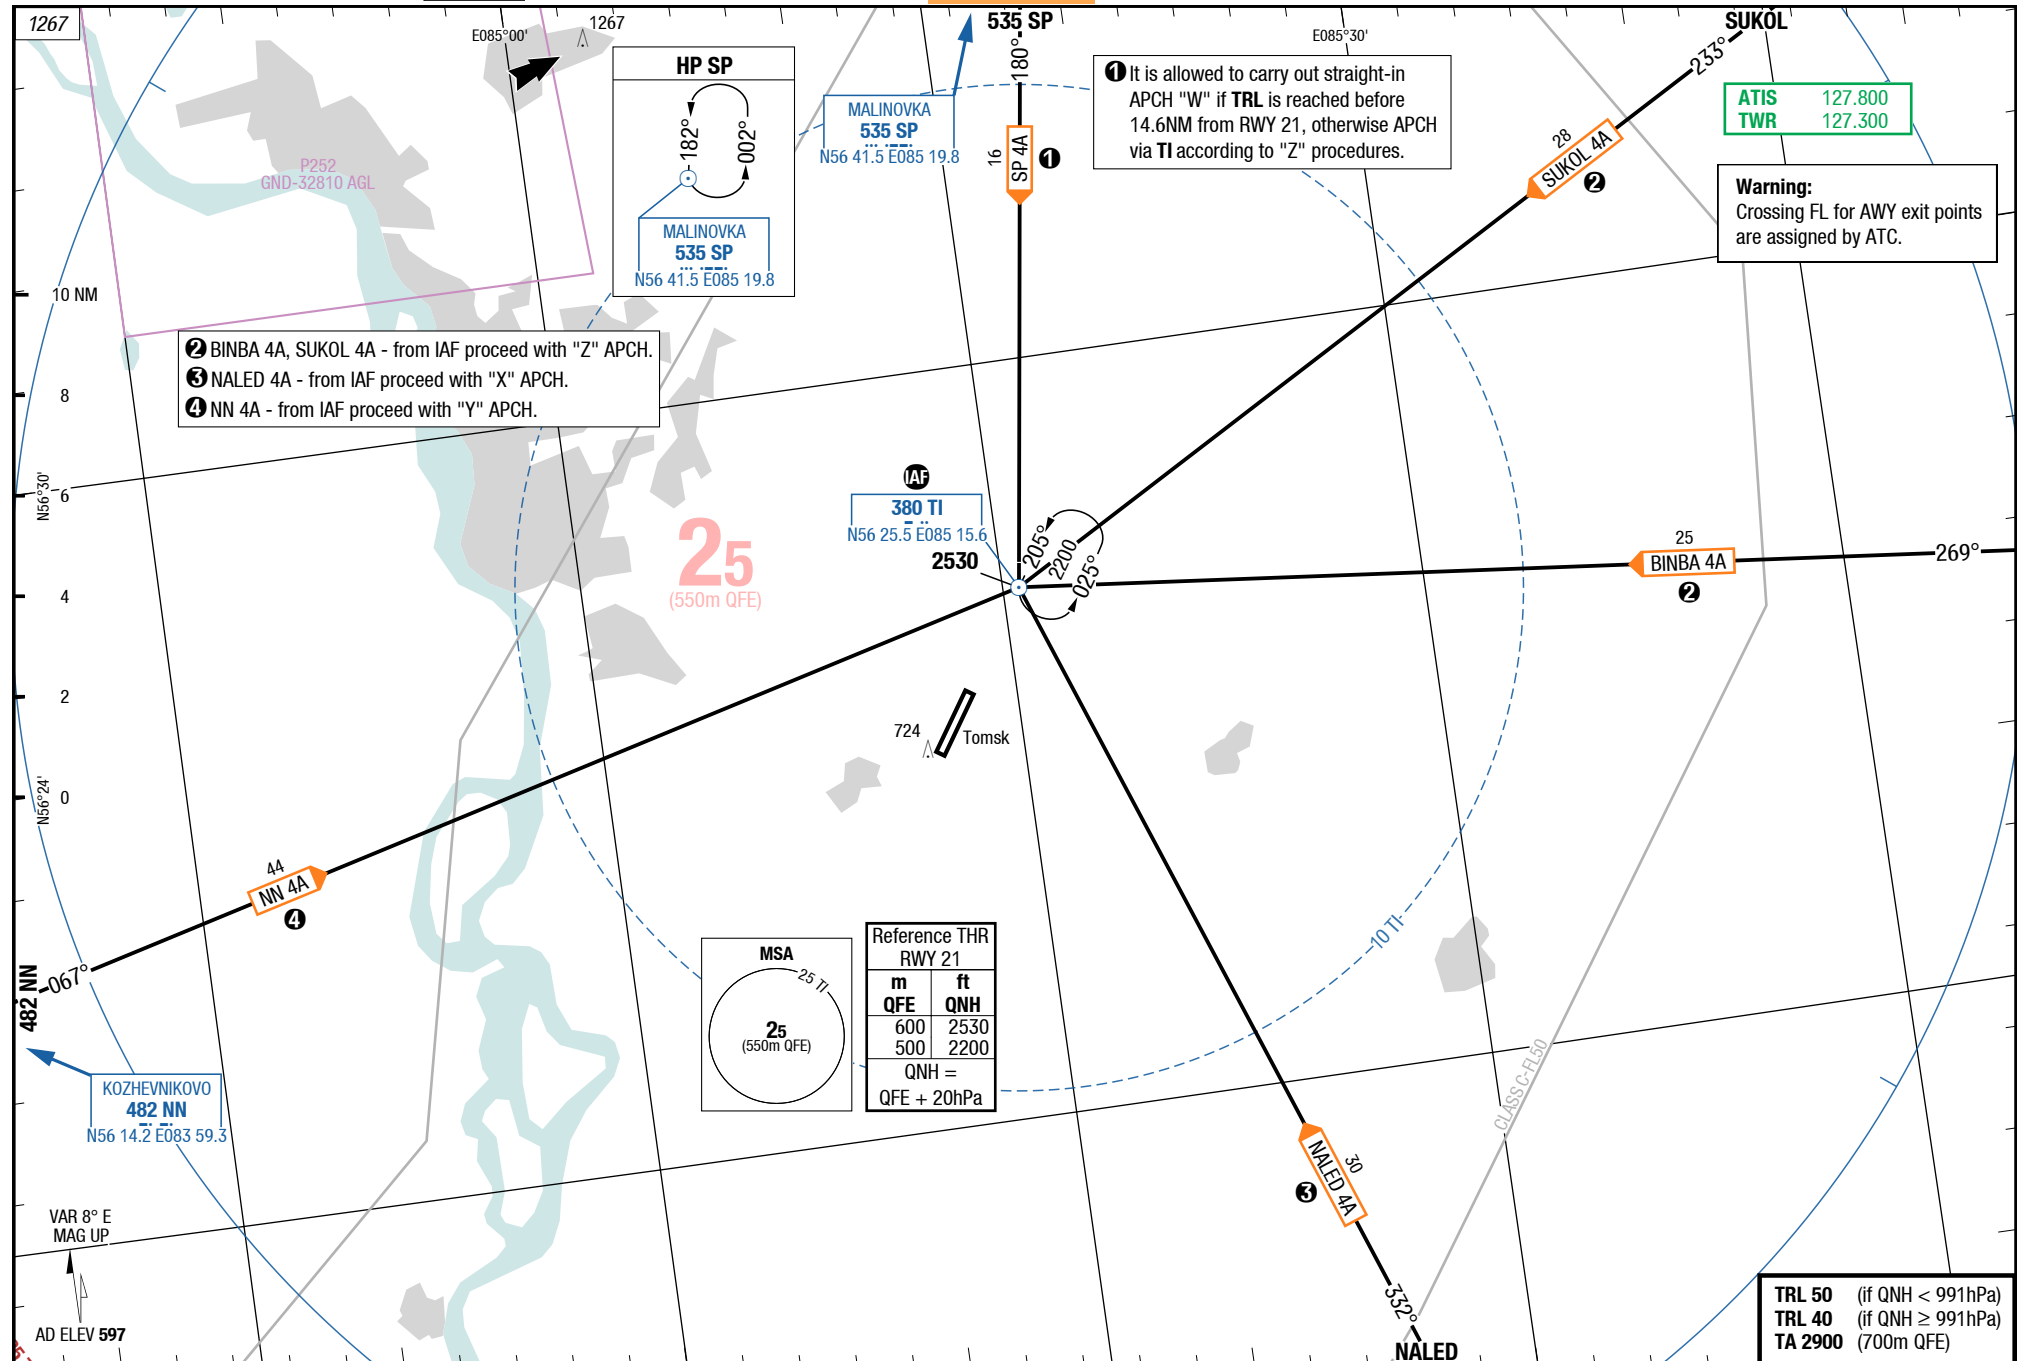 1267
1267
E085°00'
HP SP
182°
002°
MALINOVKA
535 SP
N56 41.5 E085 19.8
P252
GND-32810 AGL
MALINOVKA
535 SP
N56 41.5 E085 19.8
535 SP
180°
16
SP 4A
1
1 It is allowed to carry out straight-in
APCH "W" if TRL is reached before
14.6NM from RWY 21, otherwise APCH
via TI according to "Z" procedures.
E085°30'
SUKOL
233°
28
SUKOL 4A
2
ATIS 127.800
TWR 127.300
Warning:
Crossing FL for AWY exit points
are assigned by ATC.
10 NM
8
6
4
2
0
N56°30'
N56°24'
2 BINBA 4A, SUKOL 4A - from IAF proceed with "Z" APCH.
3 NALED 4A - from IAF proceed with "X" APCH.
4 NN 4A - from IAF proceed with "Y" APCH.
25
(550m QFE)
IAF
380 TI
N56 25.5 E085 15.6
2530
205°
2200
025°
25
BINBA 4A
2
269°
724
Tomsk
44
NN 4A
4
067°
482 NN
KOZHEVNIKOVO
482 NN
N56 14.2 E083 59.3
MSA
25 TI
25
(550m QFE)
Reference THR
RWY 21
m ft
QFE QNH
600 2530
500 2200
QNH =
QFE + 20hPa
10 TI
CLASS C-FL50
30
NALED 4A
3
332°
NALED
VAR 8° E
MAG UP
AD ELEV 597
TRL 50 (if QNH < 991hPa)
TRL 40 (if QNH ≥ 991hPa)
TA 2900 (700m QFE)